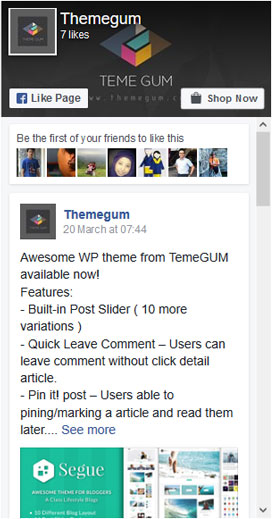 Themegum
7 likes
TEME GUM
www.themegum.c
Like Page
Shop Now
Be the first of your friends to like this
Themegum
20 March at 07:44
Awesome WP theme from TemeGUM
available now!
Features:
- Built-in Post Slider ( 10 more
variations )
- Quick Leave Comment – Users can
leave comment without click detail
article.
- Pin it! post – Users able to
pining/marking a article and read them
later.... See more
Segue
AWESOME THEME FOR BLOGGERS
A Class Lifestyle Blogs
10 Different Blog Layout